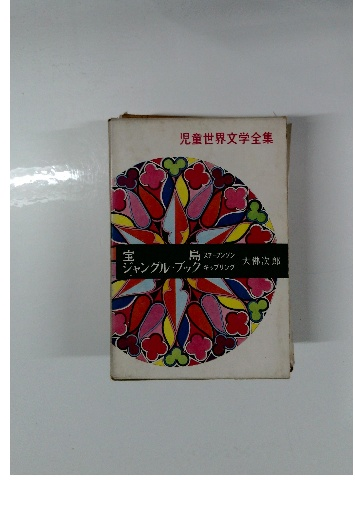 児童世界文学全集
宝島 スチーブンソン
ジャングル・ブック キップリング
大佛次郎